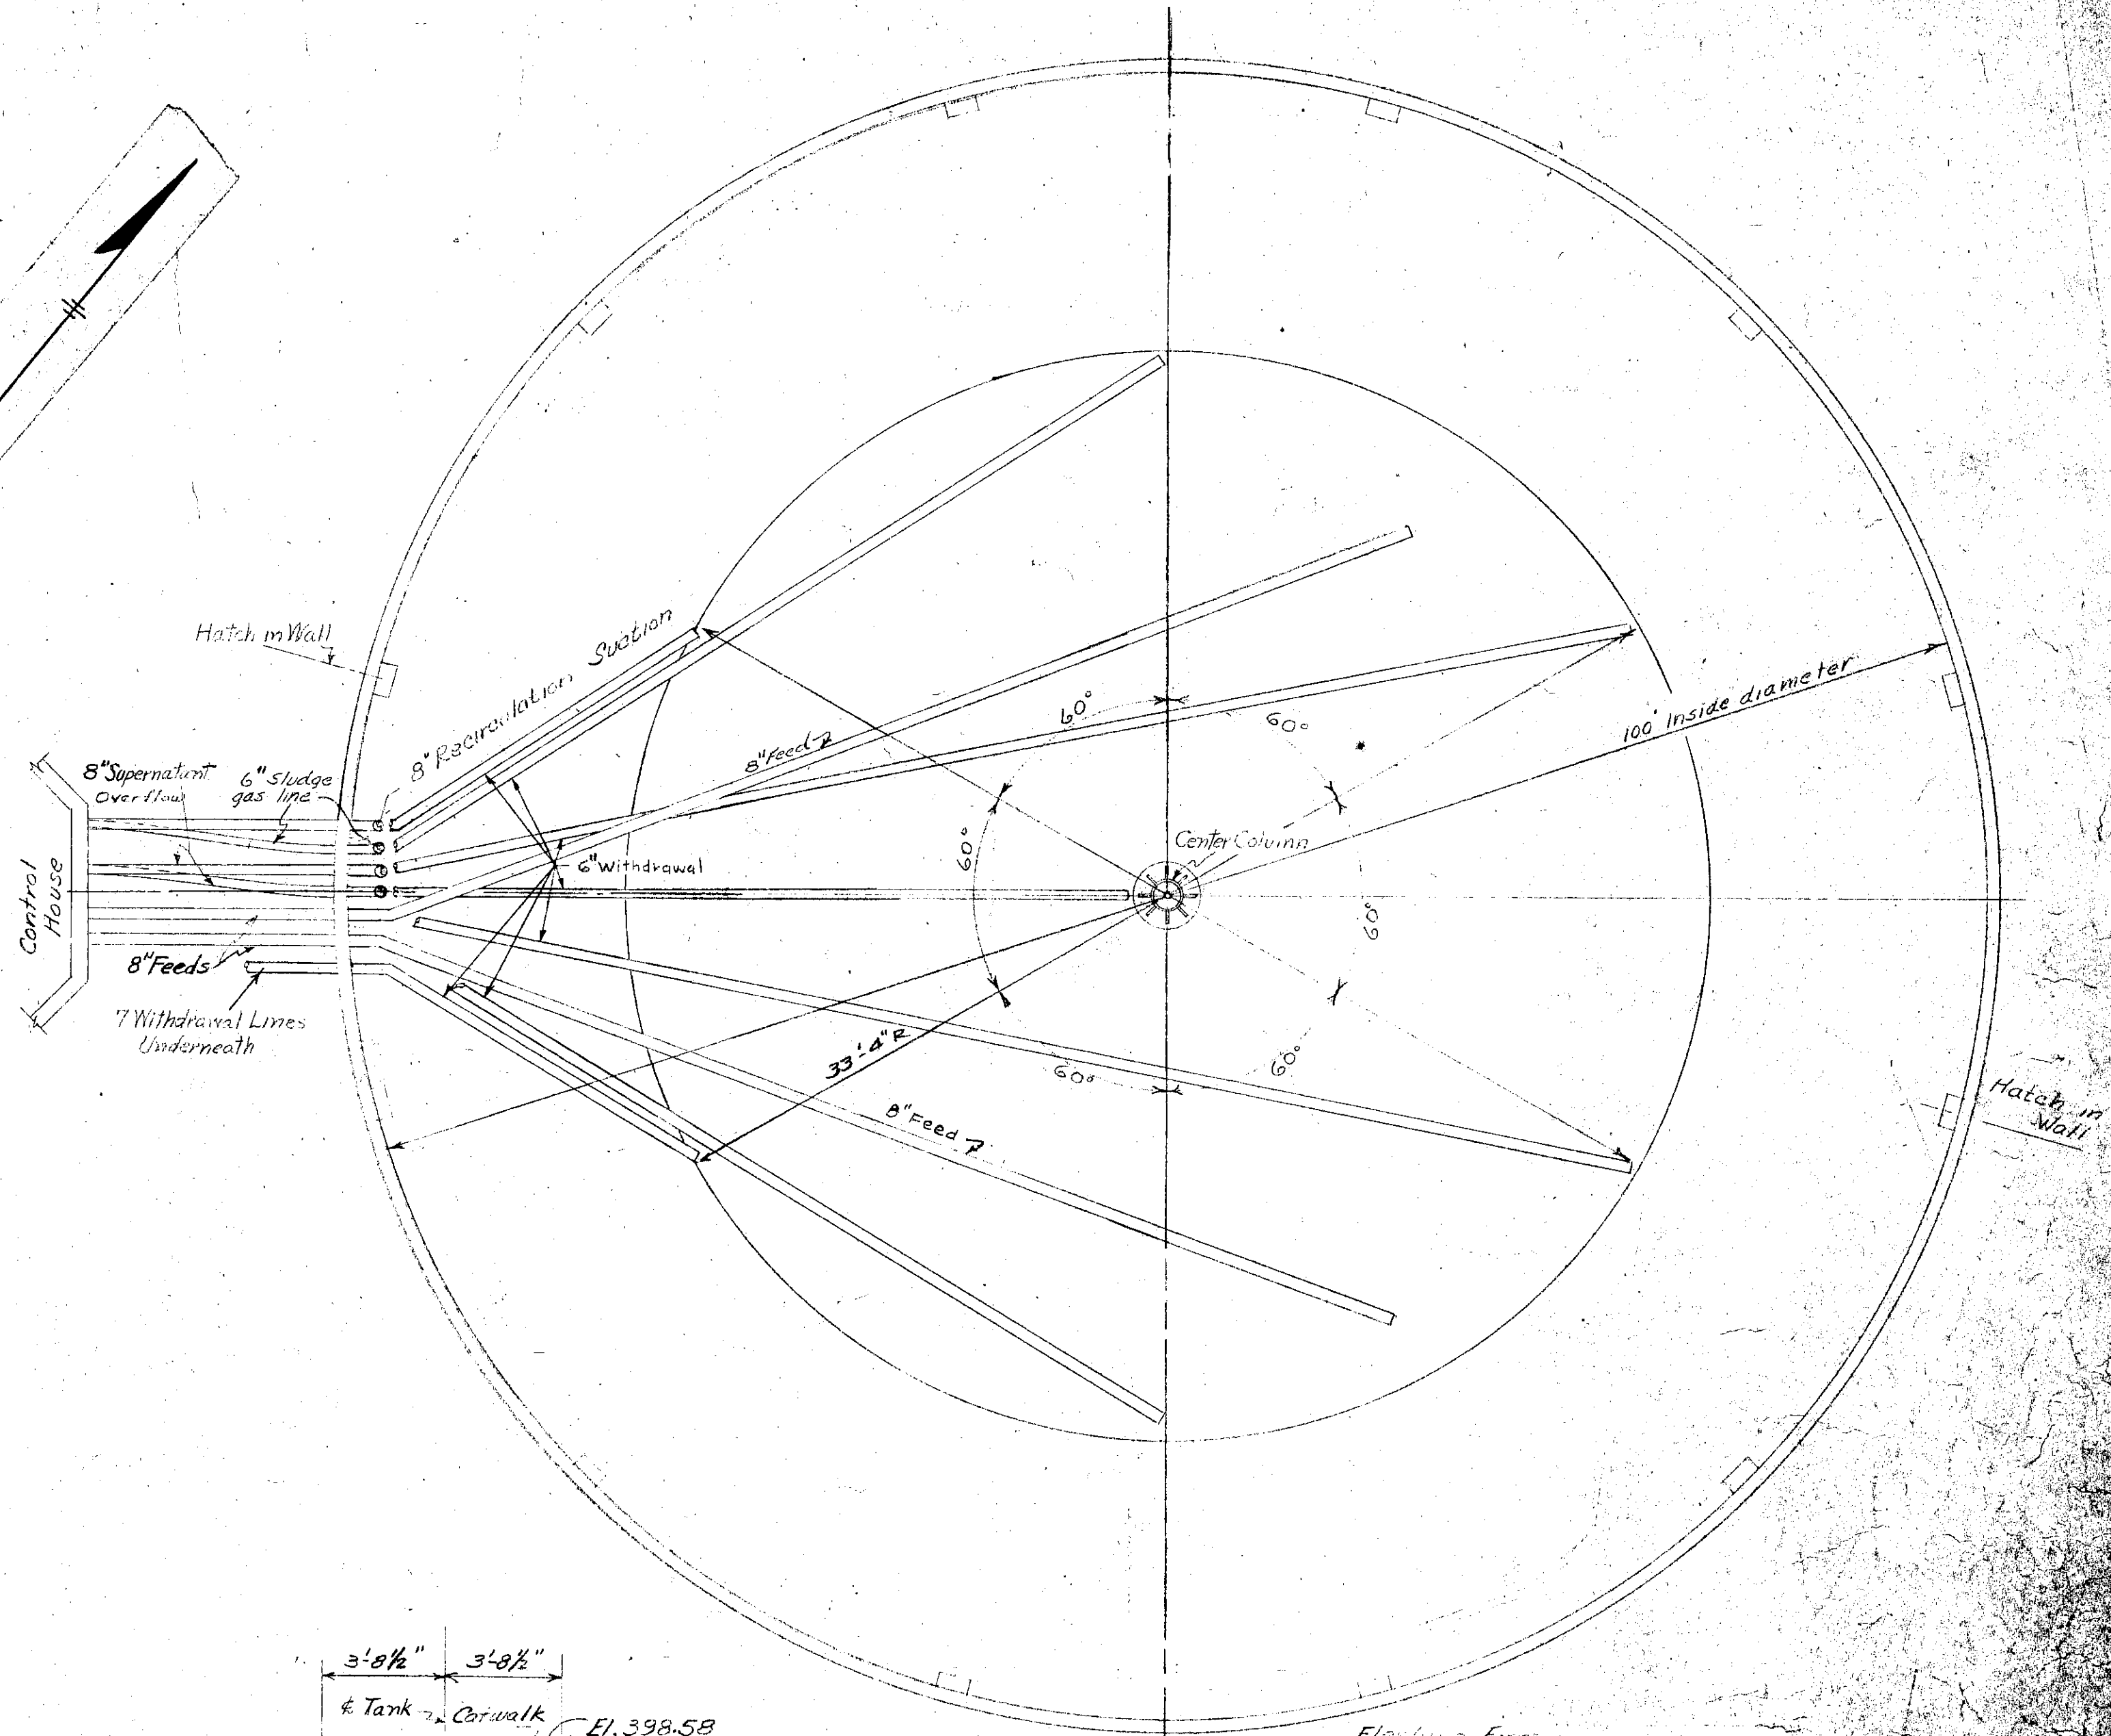 Hatch in Wall
8" Recirculation Suction
8" Feed
60°
60°
100' Inside diameter
8" Supernatant
Overflow
6" Sludge
gas line
Center Column
60°
6" Withdrawal
Control
House
60°
8" Feeds
7 Withdrawal Lines
Underneath
33'-4" R
60°
60°
8" Feed
Hatch in
Wall
3'-8½"
3'-8½"
℄ Tank
Catwalk
El. 398.58